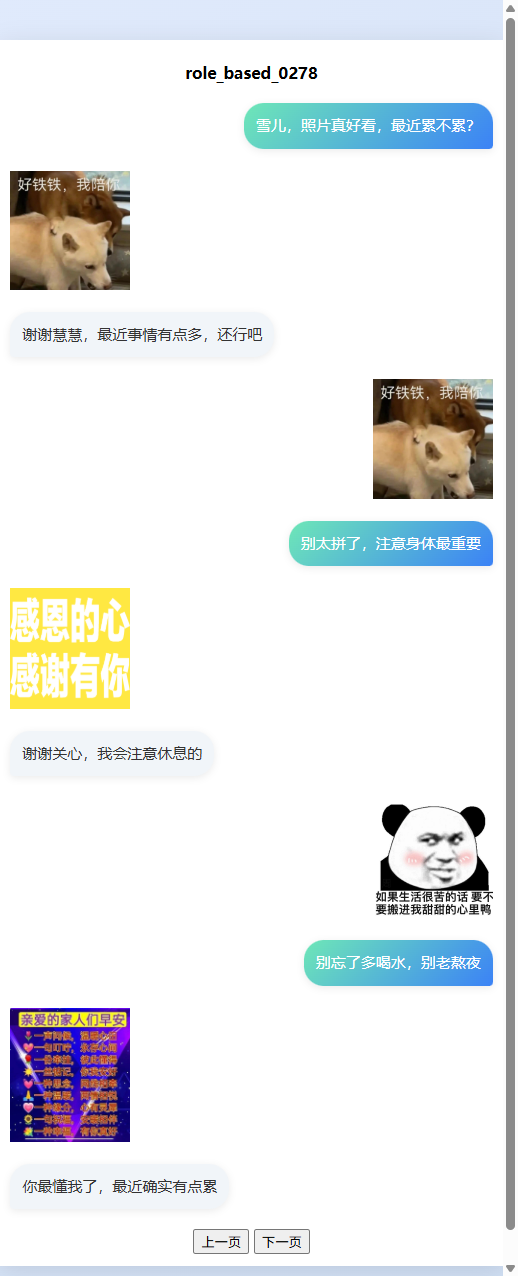 role_based_0278
雪儿，照片真好看，最近累不累？
好铁铁，我陪你
谢谢慧慧，最近事情有点多，还行吧
好铁铁，我陪你
别太拼了，注意身体最重要
感恩的心
感谢有你
谢谢关心，我会注意休息的
如果生活很苦的话 要不
要搬进我甜甜的心里鸭
别忘了多喝水，别老熬夜
亲爱的家人们早安
你最懂我了，最近确实有点累
上一页 下一页